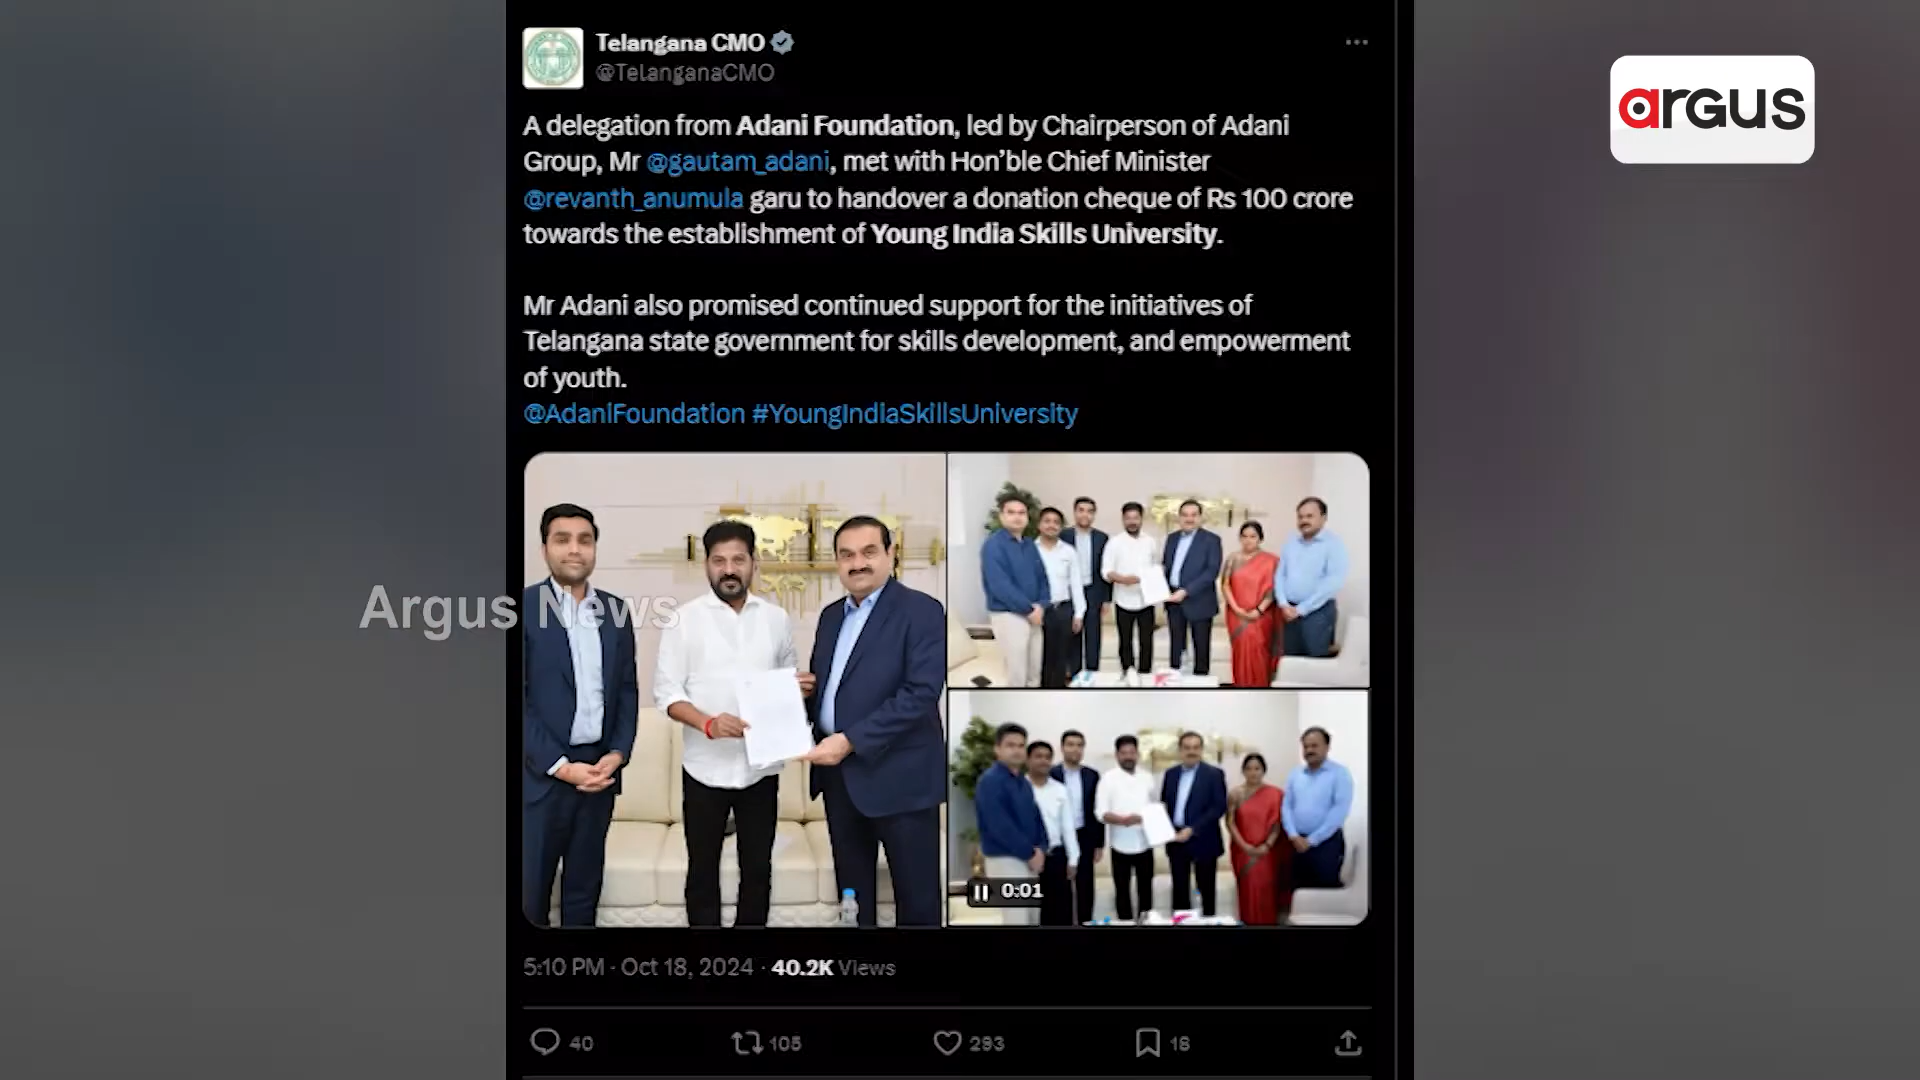 Telangana CMO
@TelanganaCMO
argus
A delegation from Adani Foundation, led by Chairperson of Adani
Group, Mr @gautam_adani, met with Hon’ble Chief Minister
@revanth_anumula garu to handover a donation cheque of Rs 100 crore
towards the establishment of Young India Skills University.
Mr Adani also promised continued support for the initiatives of
Telangana state government for skills development, and empowerment
of youth.
@AdaniFoundation #YoungIndiaSkillsUniversity
Argus News
0:01
5:10 PM · Oct 18, 2024 · 40.2K Views
40 105 293 18